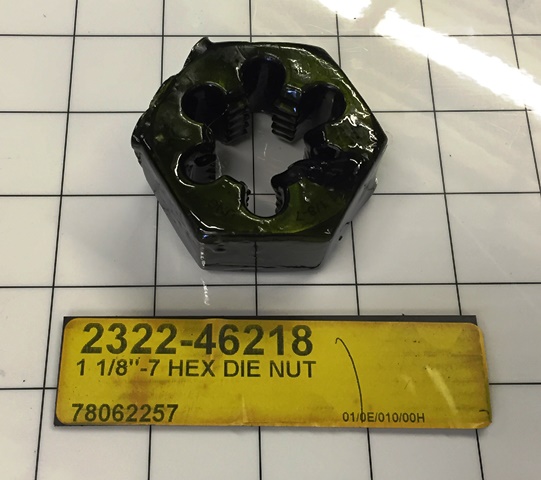 2322-46218
1 1/8"-7 HEX DIE NUT
78062257 01/0E/010/00H